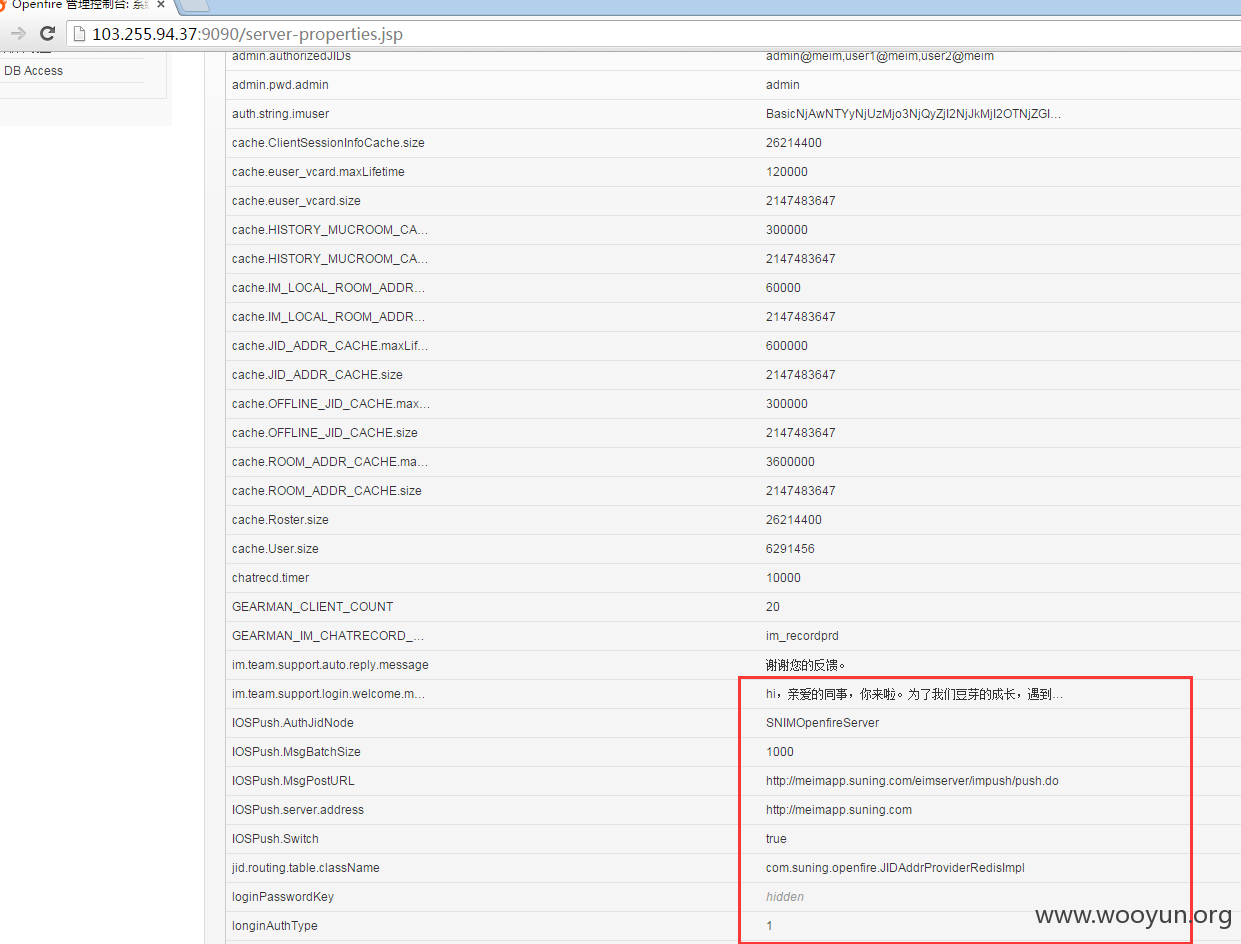 Openfire 管理控制台: 系统
103.255.94.37:9090/server-properties.jsp
DB Access
admin.authorizedJIDs admin@meim,user1@meim,user2@meim
admin.pwd.admin admin
auth.string.imuser BasicNjAwNTYyNjUzMjo3NjQyZjI2NjJkMjI2OTNjZGI...
cache.ClientSessionInfoCache.size 26214400
cache.euser_vcard.maxLifetime 120000
cache.euser_vcard.size 2147483647
cache.HISTORY_MUCROOM_CA... 300000
cache.HISTORY_MUCROOM_CA... 2147483647
cache.IM_LOCAL_ROOM_ADDR... 60000
cache.IM_LOCAL_ROOM_ADDR... 2147483647
cache.JID_ADDR_CACHE.maxLif... 600000
cache.JID_ADDR_CACHE.size 2147483647
cache.OFFLINE_JID_CACHE.max... 300000
cache.OFFLINE_JID_CACHE.size 2147483647
cache.ROOM_ADDR_CACHE.ma... 3600000
cache.ROOM_ADDR_CACHE.size 2147483647
cache.Roster.size 26214400
cache.User.size 6291456
chatrecd.timer 10000
GEARMAN_CLIENT_COUNT 20
GEARMAN_IM_CHATRECORD_... im_recordprd
im.team.support.auto.reply.message 谢谢您的反馈。
im.team.support.login.welcome.m... hi，亲爱的同事，你来啦。为了我们豆芽的成长，遇到...
IOSPush.AuthJidNode SNIMOpenfireServer
IOSPush.MsgBatchSize 1000
IOSPush.MsgPostURL http://meimapp.suning.com/eimserver/impush/push.do
IOSPush.server.address http://meimapp.suning.com
IOSPush.Switch true
jid.routing.table.className com.suning.openfire.JIDAddrProviderRedisImpl
loginPasswordKey hidden
longinAuthType 1
www.wooyun.org